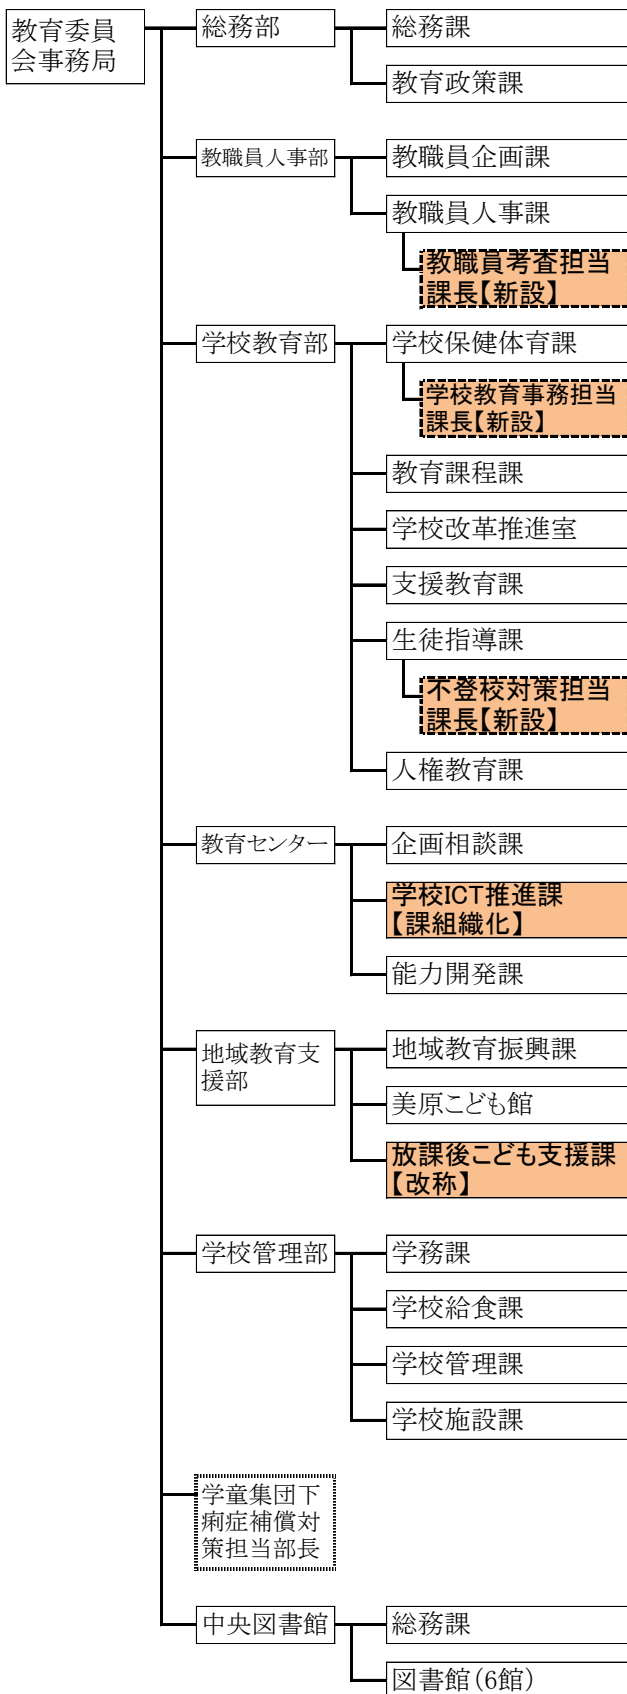 教育委員
会事務局
総務部
総務課
教育政策課
教職員人事部
教職員企画課
教職員人事課
教職員考査担当
課長【新設】
学校教育部
学校保健体育課
学校教育事務担当
課長【新設】
教育課程課
学校改革推進室
支援教育課
生徒指導課
不登校対策担当
課長【新設】
人権教育課
教育センター
企画相談課
学校ICT推進課
【課組織化】
能力開発課
地域教育支
援部
地域教育振興課
美原こども館
放課後こども支援課
【改称】
学校管理部
学務課
学校給食課
学校管理課
学校施設課
学童集団下
痢症補償対
策担当部長
中央図書館
総務課
図書館(6館)